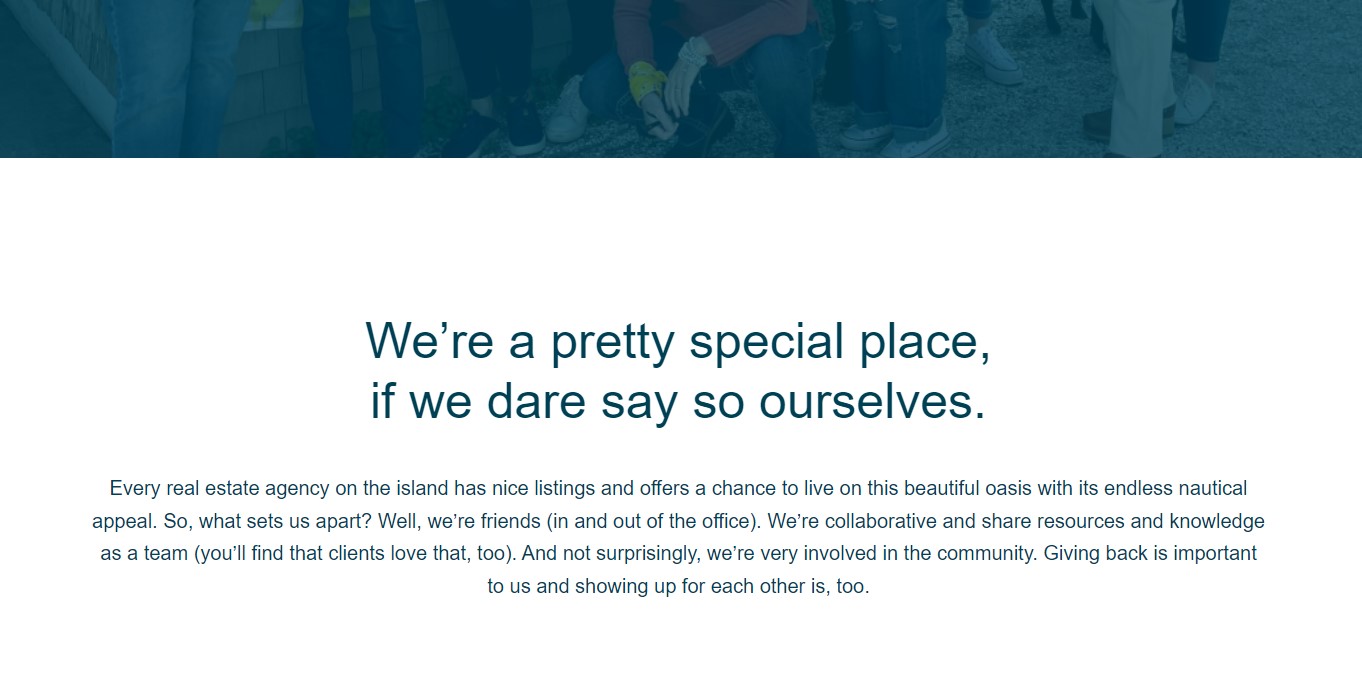 We’re a pretty special place,
if we dare say so ourselves.
Every real estate agency on the island has nice listings and offers a chance to live on this beautiful oasis with its endless nautical
appeal. So, what sets us apart? Well, we’re friends (in and out of the office). We’re collaborative and share resources and knowledge
as a team (you’ll find that clients love that, too). And not surprisingly, we’re very involved in the community. Giving back is important
to us and showing up for each other is, too.